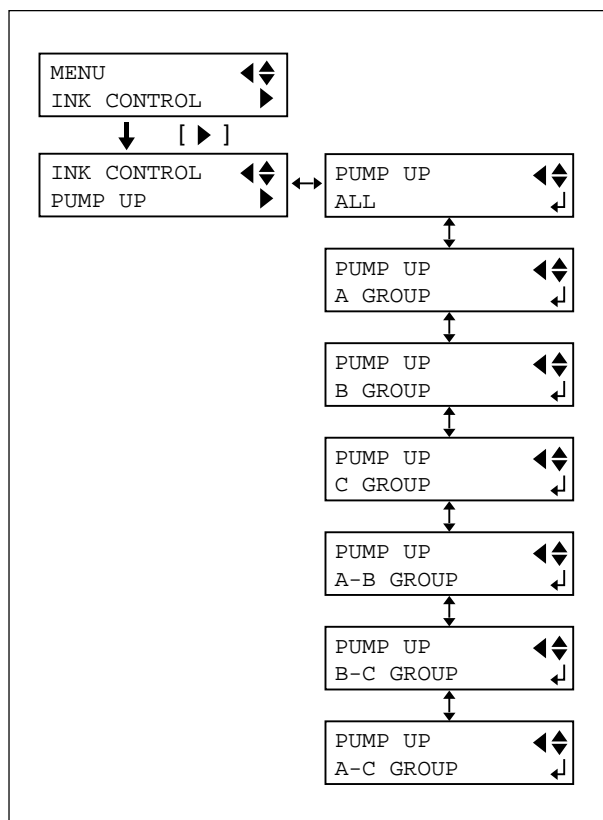 MENU
INK CONTROL
[ ▶ ]
INK CONTROL
PUMP UP
PUMP UP
ALL
PUMP UP
A GROUP
PUMP UP
B GROUP
PUMP UP
C GROUP
PUMP UP
A-B GROUP
PUMP UP
B-C GROUP
PUMP UP
A-C GROUP